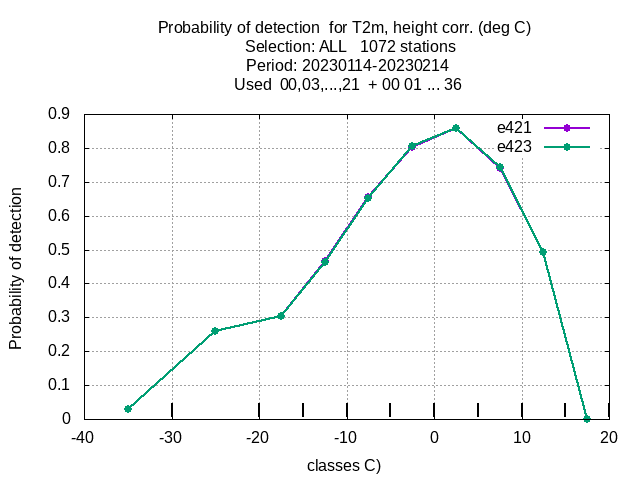 Probability of detection  for T2m, height corr. (deg C)
Selection: ALL   1072 stations
Period: 20230114-20230214
Used  00,03,...,21  + 00 01 ... 36
e421
e423
0.9
0.8
0.7
0.6
0.5
0.4
0.3
0.2
0.1
0
Probability of detection
-40 -30 -20 -10 0 10 20
classes C)